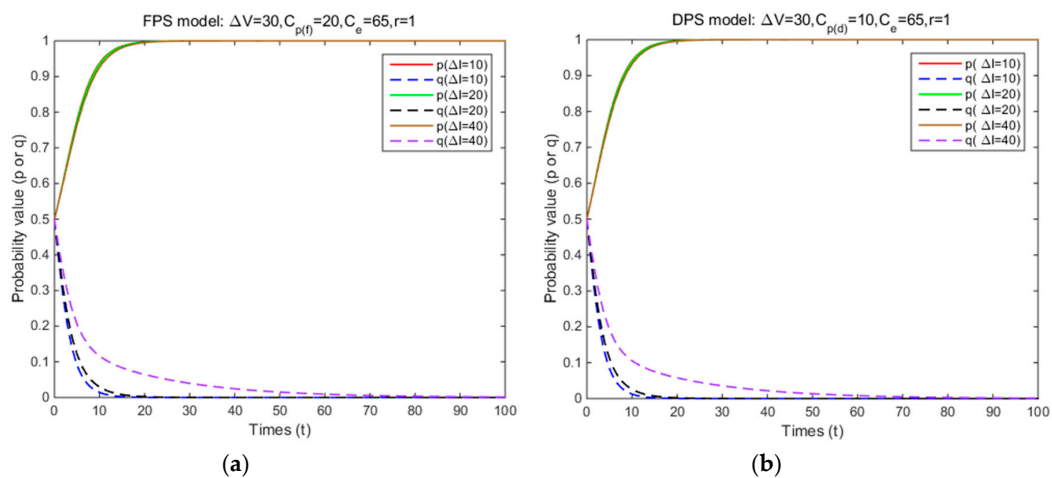 FPS model: ΔV=30,C_p(f)=20,C_e=65,r=1
1
0.9
0.8
0.7
0.6
0.5
0.4
0.3
0.2
0.1
0
Probability value (p or q)
p(ΔI=10)
q(ΔI=10)
p(ΔI=20)
q(ΔI=20)
p(ΔI=40)
q(ΔI=40)
0 10 20 30 40 50 60 70 80 90 100
Times (t)
(a)
DPS model: ΔV=30,C_p(d)=10,C_e=65,r=1
1
0.9
0.8
0.7
0.6
0.5
0.4
0.3
0.2
0.1
0
Probability value (p or q)
p( ΔI=10)
q( ΔI=10)
p( ΔI=20)
q( ΔI=20)
p( ΔI=40)
q( ΔI=40)
0 10 20 30 40 50 60 70 80 90 100
Times (t)
(b)